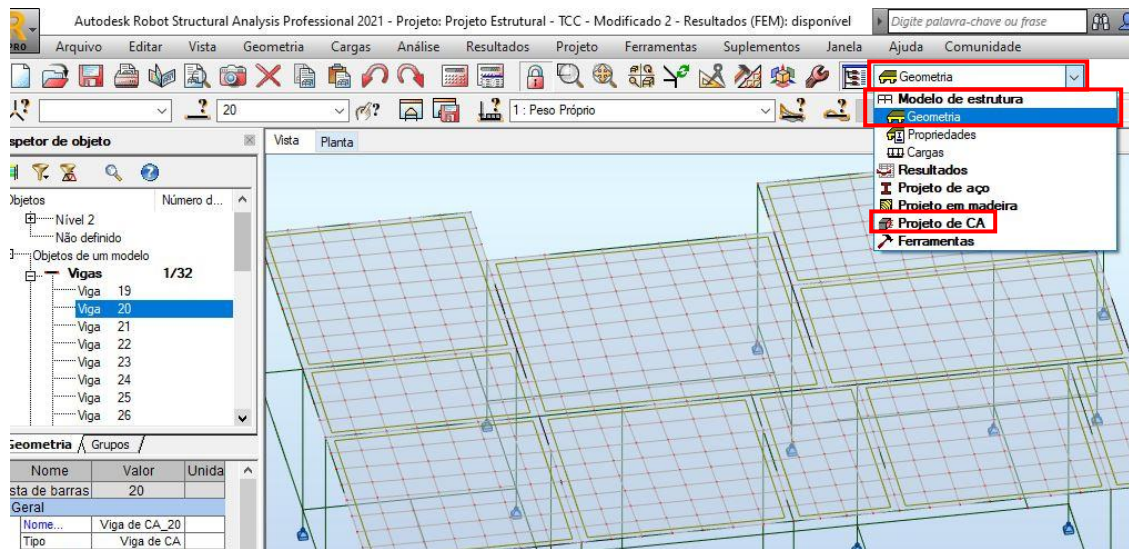 Autodesk Robot Structural Analysis Professional 2021 - Projeto: Projeto Estrutural - TCC - Modificado 2 - Resultados (FEM): disponível
Digite palavra-chave ou frase
PRO
Arquivo Editar Vista Geometria Cargas Análise Resultados Projeto Ferramentas Suplementos Janela Ajuda Comunidade
Geometria
20
1 : Peso Próprio
Modelo de estrutura
Geometria
Propriedades
Cargas
Resultados
Projeto de aço
Projeto em madeira
Projeto de CA
Ferramentas
spetor de objeto
Vista Planta
Objetos Número d...
Nível 2
Não definido
Objetos de um modelo
Vigas 1/32
Viga 19
Viga 20
Viga 21
Viga 22
Viga 23
Viga 24
Viga 25
Viga 26
Geometria Grupos
Nome Valor Unida
sta de barras 20
Geral
Nome... Viga de CA_20
Tipo Viga de CA